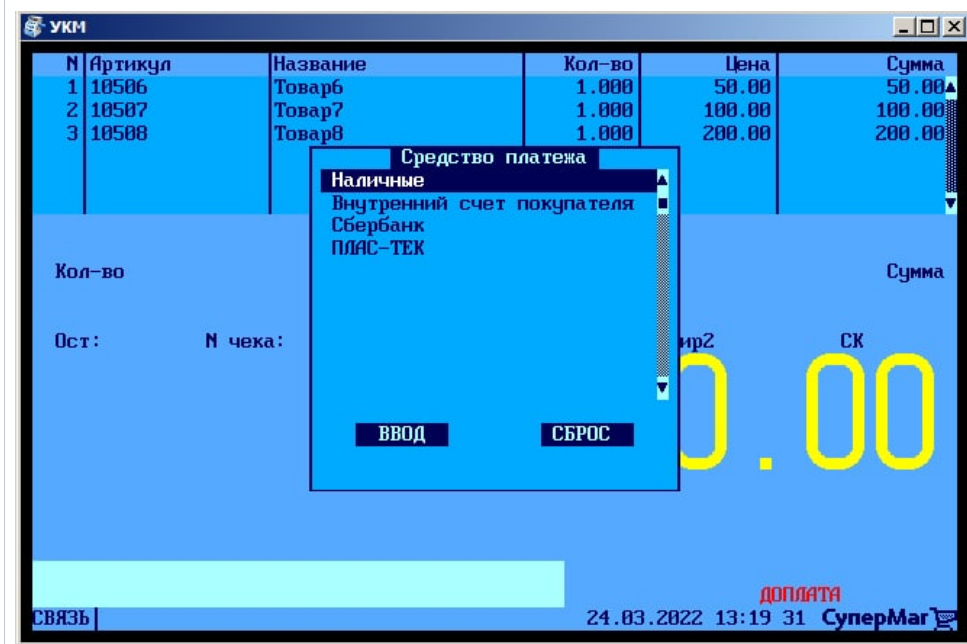 УКМ
N Артикул Название Кол-во Цена Сумма
1 10506 Товар6 1.000 50.00 50.00
2 10507 Товар7 1.000 100.00 100.00
3 10508 Товар8 1.000 200.00 200.00
Средство платежа
Наличные
Внутренний счет покупателя
Сбербанк
ПЛАС-ТЕК
Кол-во Сумма
Ост: N чека: ир2 СК
0.00
ВВОД СБРОС
ДОПЛАТА
СВЯЗЬ 24.03.2022 13:19 31 СуперМаг